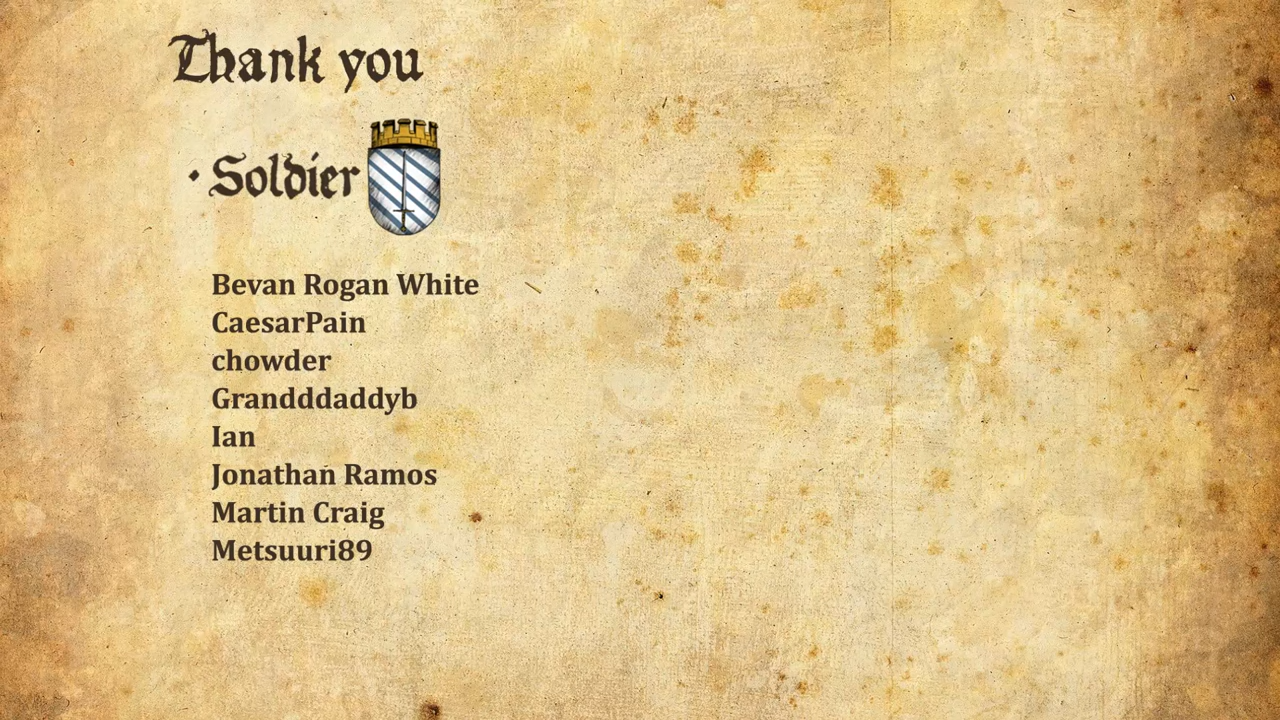 Thank you
• Soldier
Bevan Rogan White
CaesarPain
chowder
Grandddaddyb
Ian
Jonathan Ramos
Martin Craig
Metsuuri89